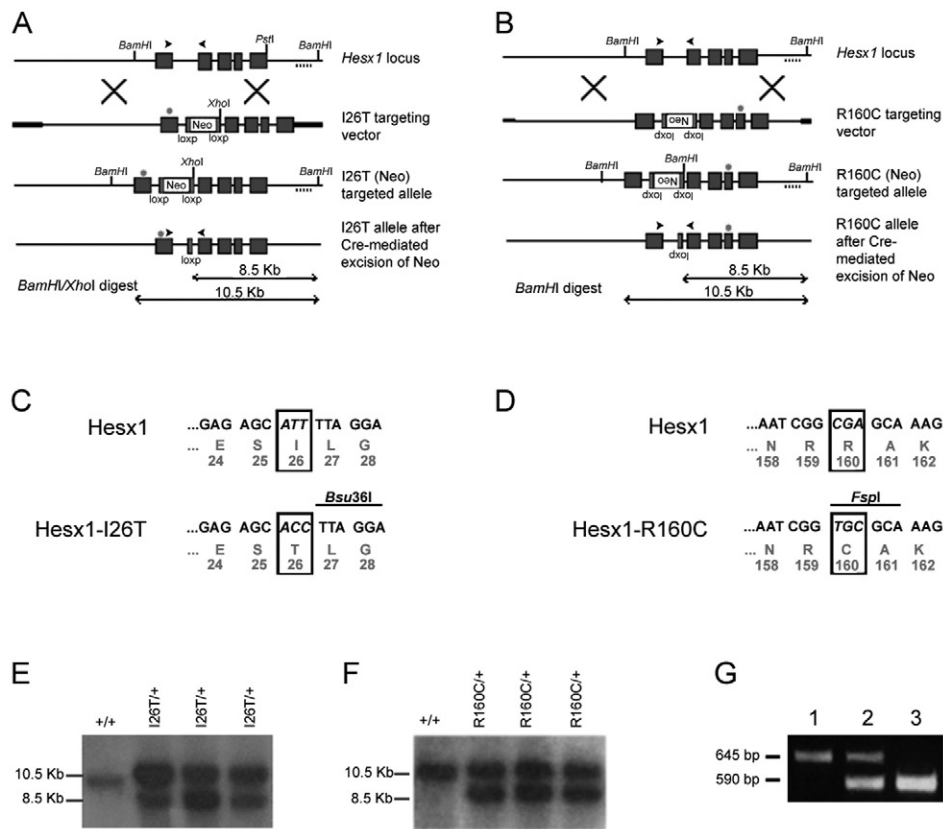 A
BamHI
PstI
BamHI
Hesx1 locus
XhoI
Neo
loxp
loxp
I26T targeting
vector
BamHI
XhoI
BamHI
Neo
loxp
loxp
I26T (Neo)
targeted allele
loxp
I26T allele after
Cre-mediated
excision of Neo
8.5 Kb
BamHI/XhoI digest
10.5 Kb
B
BamHI
BamHI
Hesx1 locus
Neo
loxp
loxp
R160C targeting
vector
BamHI
BamHI
BamHI
Neo
loxp
loxp
R160C (Neo)
targeted allele
loxp
R160C allele
after Cre-
mediated
excision of Neo
8.5 Kb
BamHI digest
10.5 Kb
C
Hesx1
...GAG AGC ATT TTA GGA
... E S I L G
24 25 26 27 28
Bsu36I
Hesx1-I26T
...GAG AGC ACC TTA GGA
... E S T L G
24 25 26 27 28
D
Hesx1
...AAT CGG CGA GCA AAG
... N R R A K
158 159 160 161 162
FspI
Hesx1-R160C
...AAT CGG TGC GCA AAG
... N R C A K
158 159 160 161 162
E
+/+
I26T/+
I26T/+
I26T/+
10.5 Kb
8.5 Kb
F
+/+
R160C/+
R160C/+
R160C/+
10.5 Kb
8.5 Kb
G
1 2 3
645 bp
590 bp